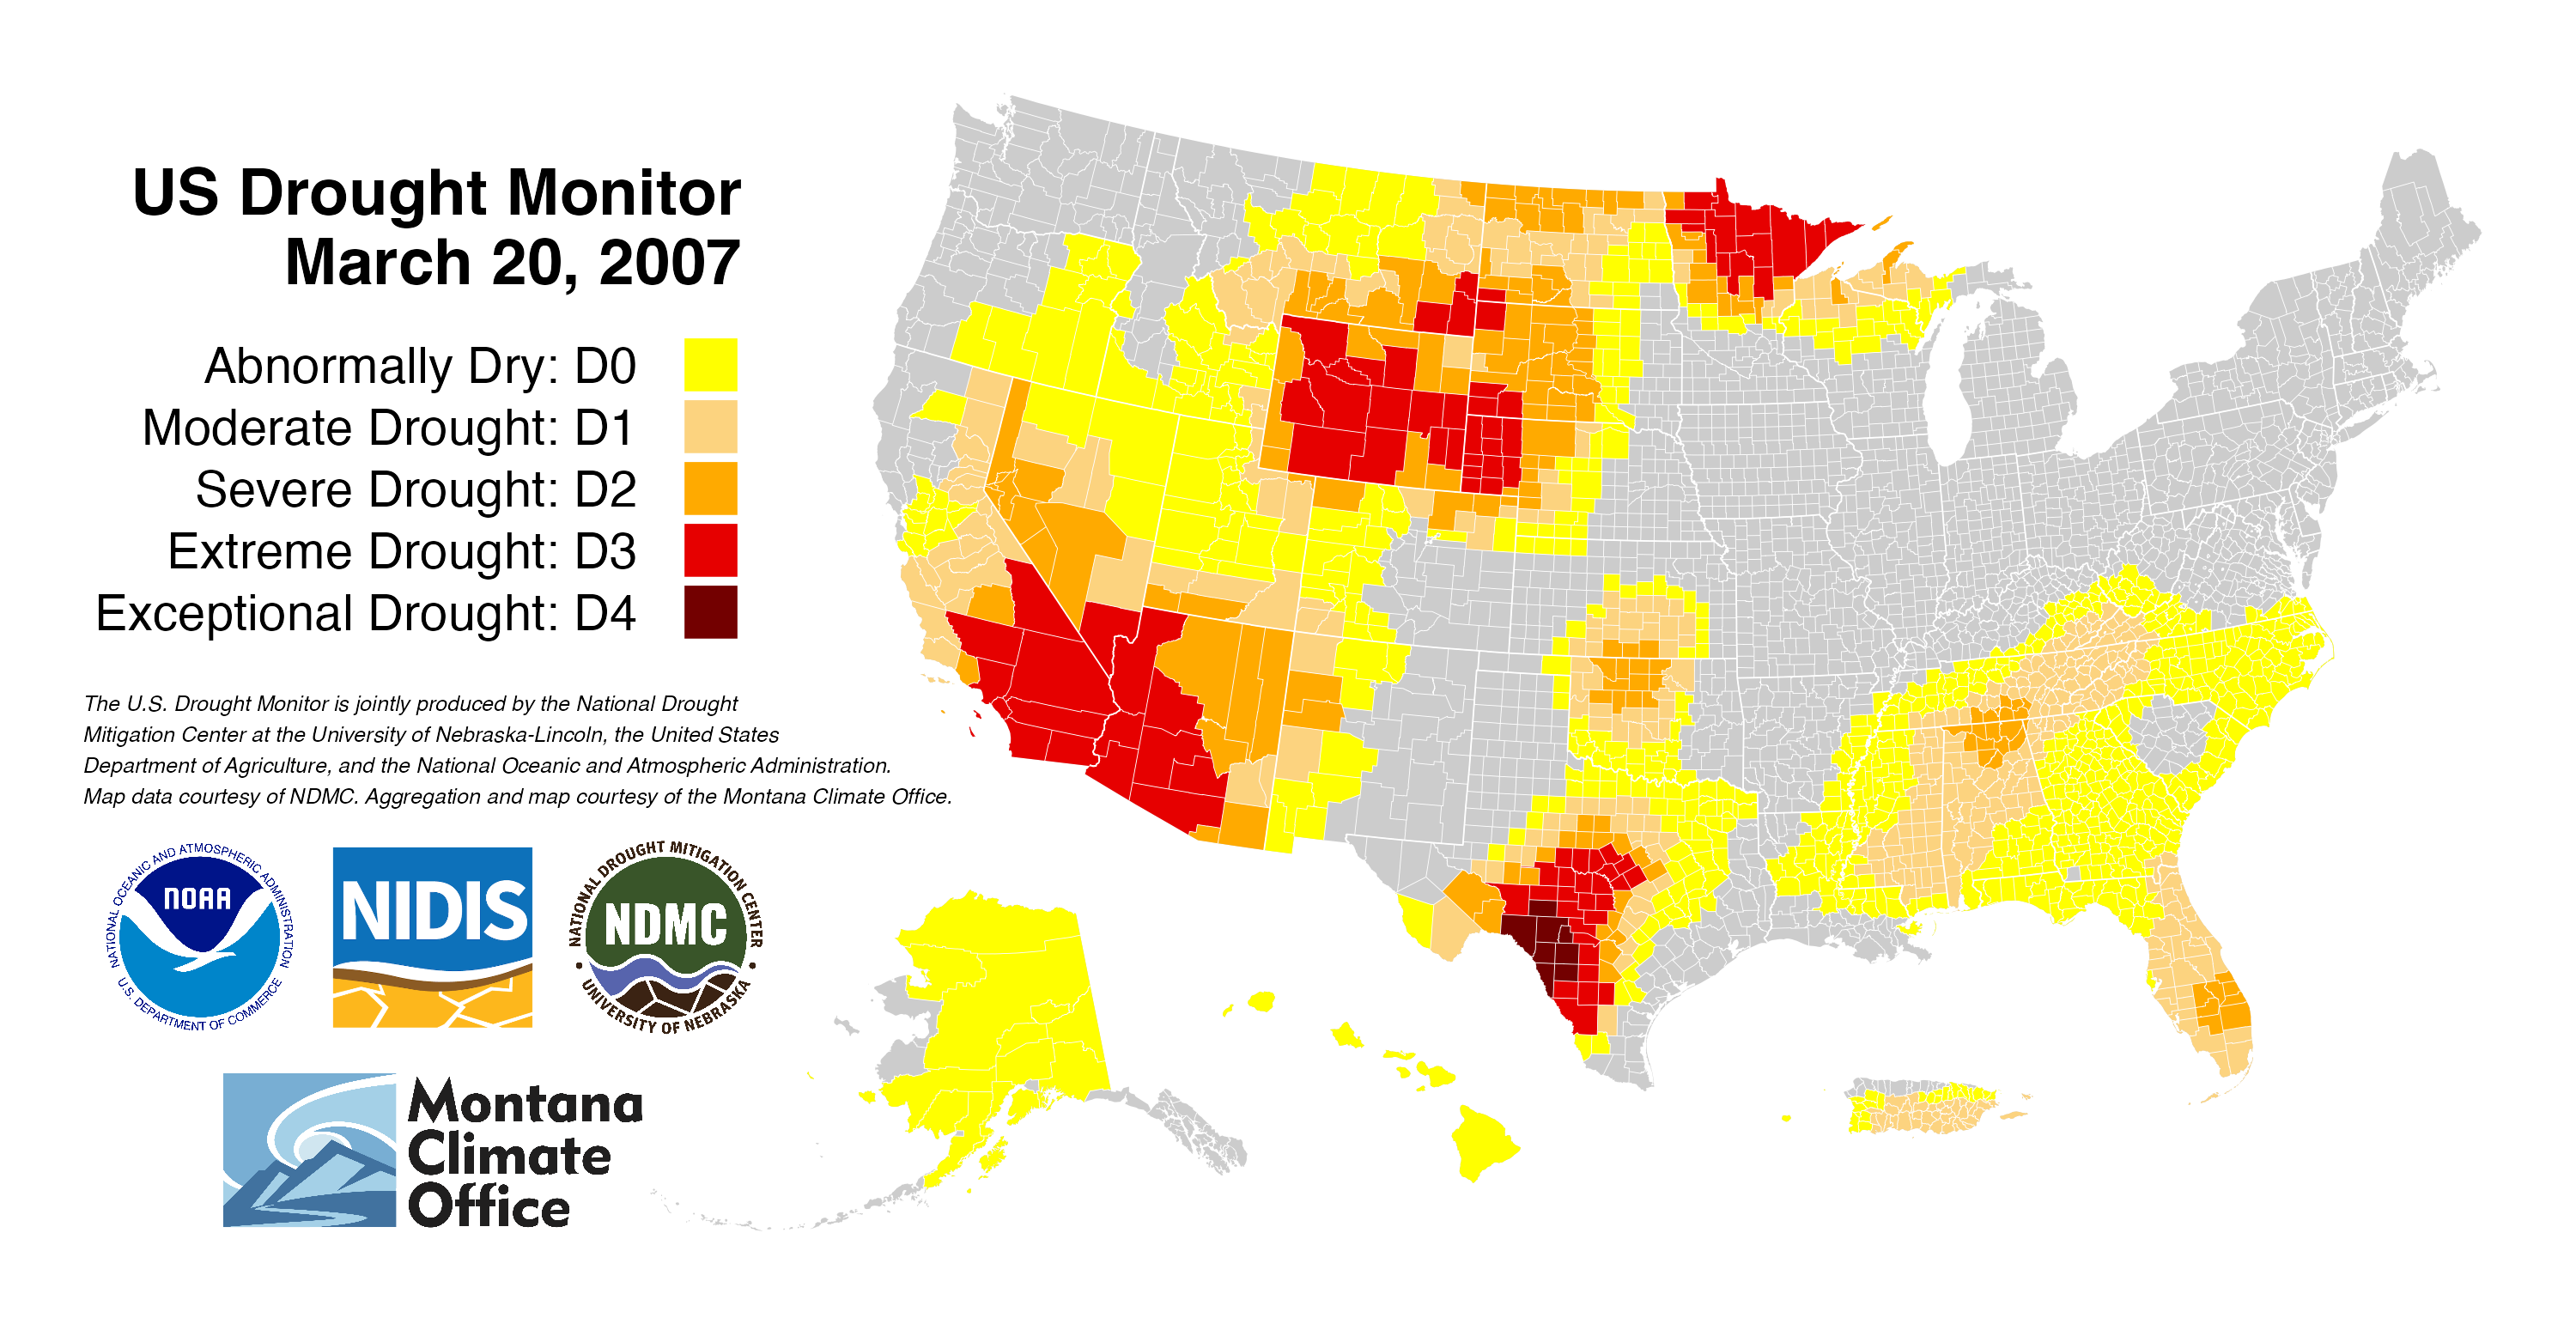 US Drought Monitor
March 20, 2007
Abnormally Dry: D0
Moderate Drought: D1
Severe Drought: D2
Extreme Drought: D3
Exceptional Drought: D4
The U.S. Drought Monitor is jointly produced by the National Drought
Mitigation Center at the University of Nebraska-Lincoln, the United States
Department of Agriculture, and the National Oceanic and Atmospheric Administration.
Map data courtesy of NDMC. Aggregation and map courtesy of the Montana Climate Office.
NATIONAL OCEANIC AND ATMOSPHERIC ADMINISTRATION
NOAA
U.S. DEPARTMENT OF COMMERCE
NIDIS
NATIONAL DROUGHT MITIGATION CENTER
NDMC
UNIVERSITY OF NEBRASKA
Montana
Climate
Office